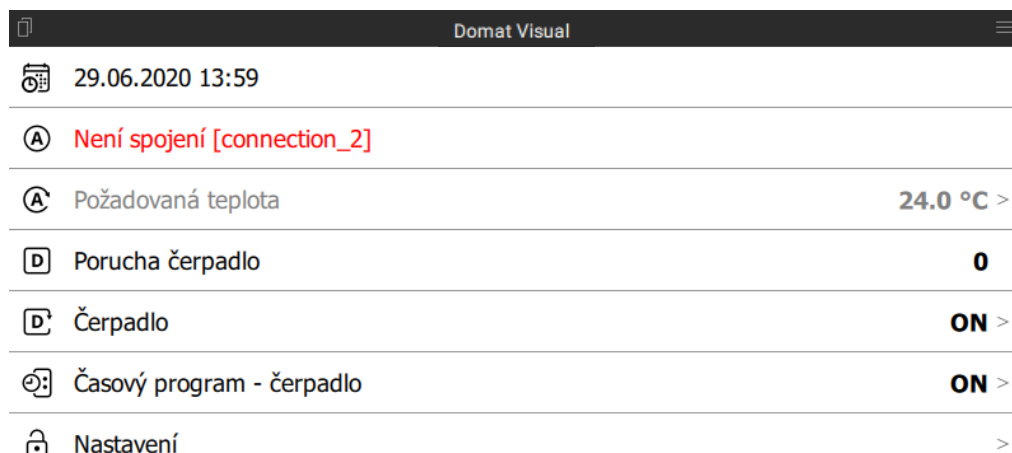 Domat Visual
29.06.2020 13:59
A Není spojení [connection_2]
A Požadovaná teplota 24.0 °C >
D Porucha čerpadlo 0
D Čerpadlo ON >
Časový program - čerpadlo ON >
Nastavení >